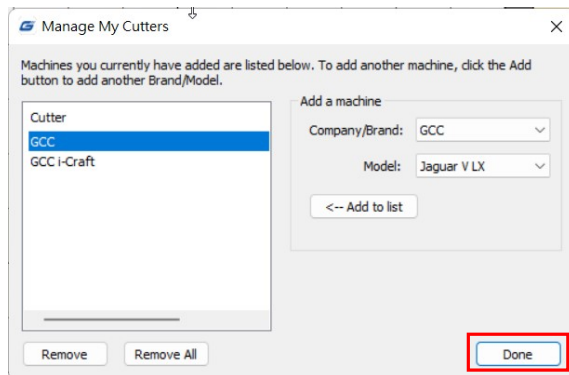 Manage My Cutters
Machines you currently have added are listed below. To add another machine, click the Add
button to add another Brand/Model.
Cutter
GCC
GCC i-Craft
Add a machine
Company/Brand: GCC
Model: Jaguar V LX
<-- Add to list
Remove Remove All Done